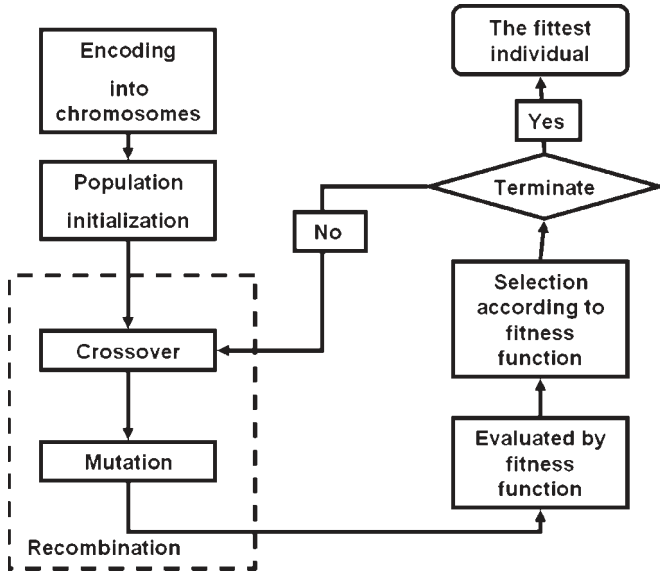 Encoding
into
chromosomes
Population
initialization
Crossover
Mutation
Recombination
No
The fittest
individual
Yes
Terminate
Selection
according to
fitness
function
Evaluated by
fitness
function